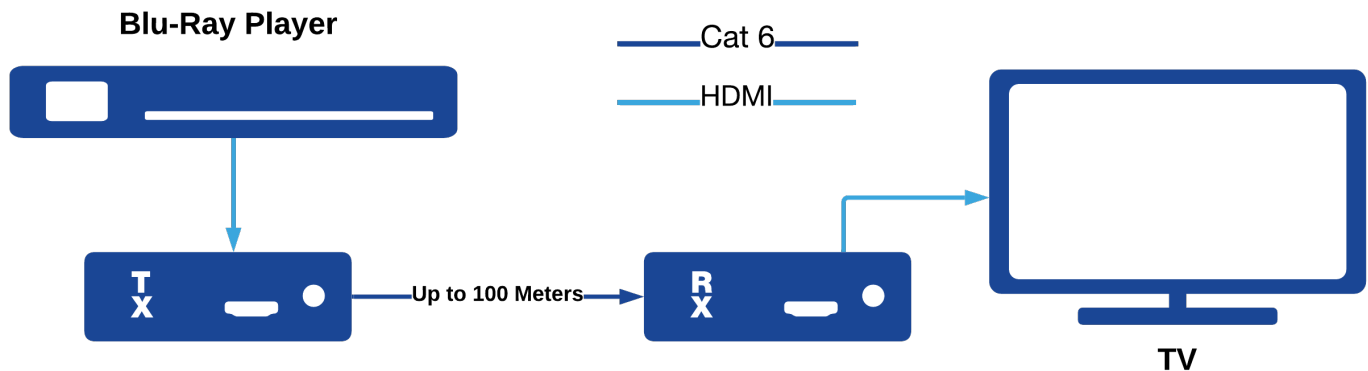 Blu-Ray Player
Cat 6
HDMI
T
X
Up to 100 Meters
R
X
TV